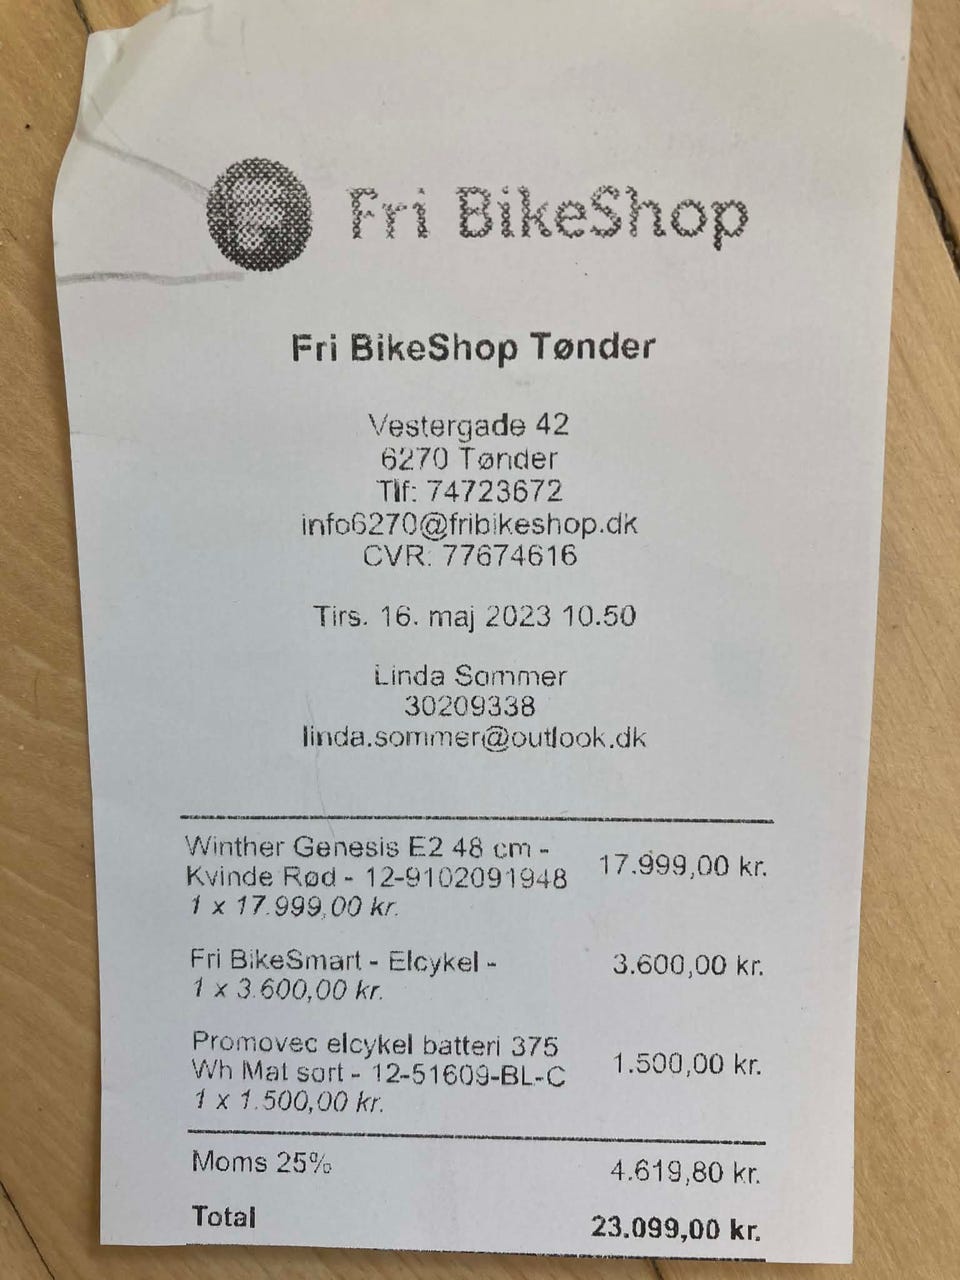 Fri BikeShop
Fri BikeShop Tønder
Vestergade 42
6270 Tønder
Tlf: 74723672
info6270@fribikeshop.dk
CVR: 77674616
Tirs. 16. maj 2023 10.50
Linda Sommer
30209338
linda.sommer@outlook.dk
Winther Genesis E2 48 cm -
Kvinde Rød - 12-9102091948 17.999,00 kr.
1 x 17.999,00 kr.
Fri BikeSmart - Elcykel - 3.600,00 kr.
1 x 3.600,00 kr.
Promovec elcykel batteri 375
Wh Mat sort - 12-51609-BL-C 1.500,00 kr.
1 x 1.500,00 kr.
Moms 25% 4.619,80 kr.
Total 23.099,00 kr.